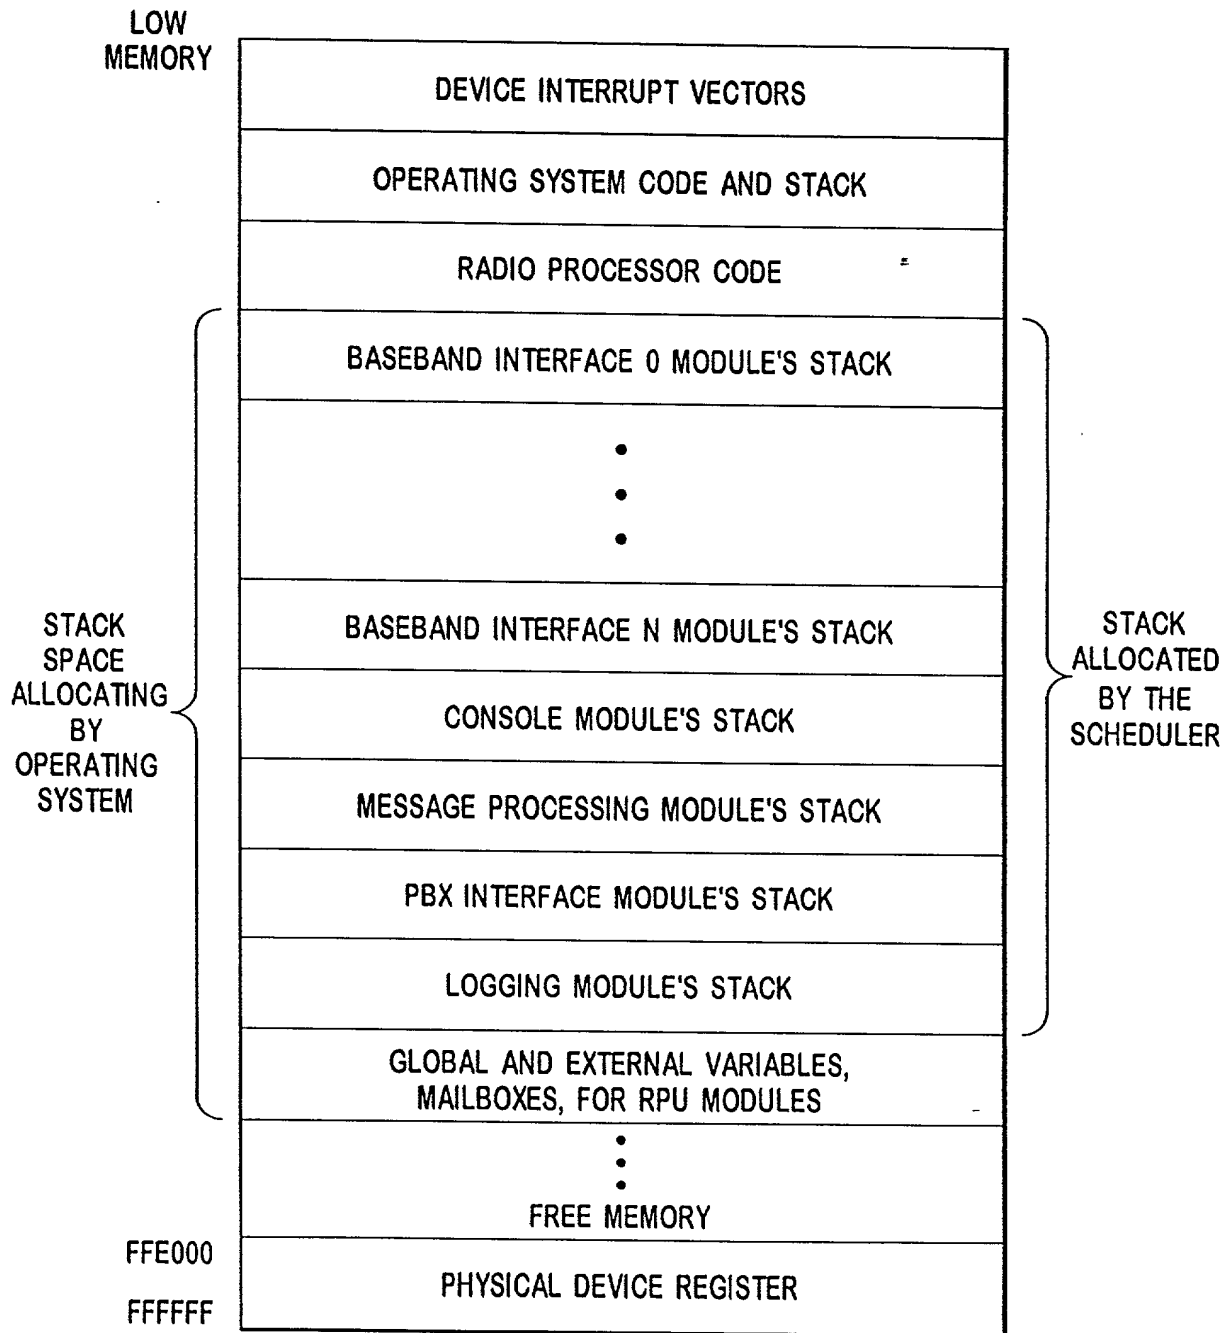 LOW
MEMORY
DEVICE INTERRUPT VECTORS
OPERATING SYSTEM CODE AND STACK
RADIO PROCESSOR CODE
BASEBAND INTERFACE 0 MODULE'S STACK
BASEBAND INTERFACE N MODULE'S STACK
STACK
SPACE
ALLOCATING
BY
OPERATING
SYSTEM
STACK
ALLOCATED
BY THE
SCHEDULER
CONSOLE MODULE'S STACK
MESSAGE PROCESSING MODULE'S STACK
PBX INTERFACE MODULE'S STACK
LOGGING MODULE'S STACK
GLOBAL AND EXTERNAL VARIABLES,
MAILBOXES, FOR RPU MODULES
FREE MEMORY
FFE000
PHYSICAL DEVICE REGISTER
FFFFFF